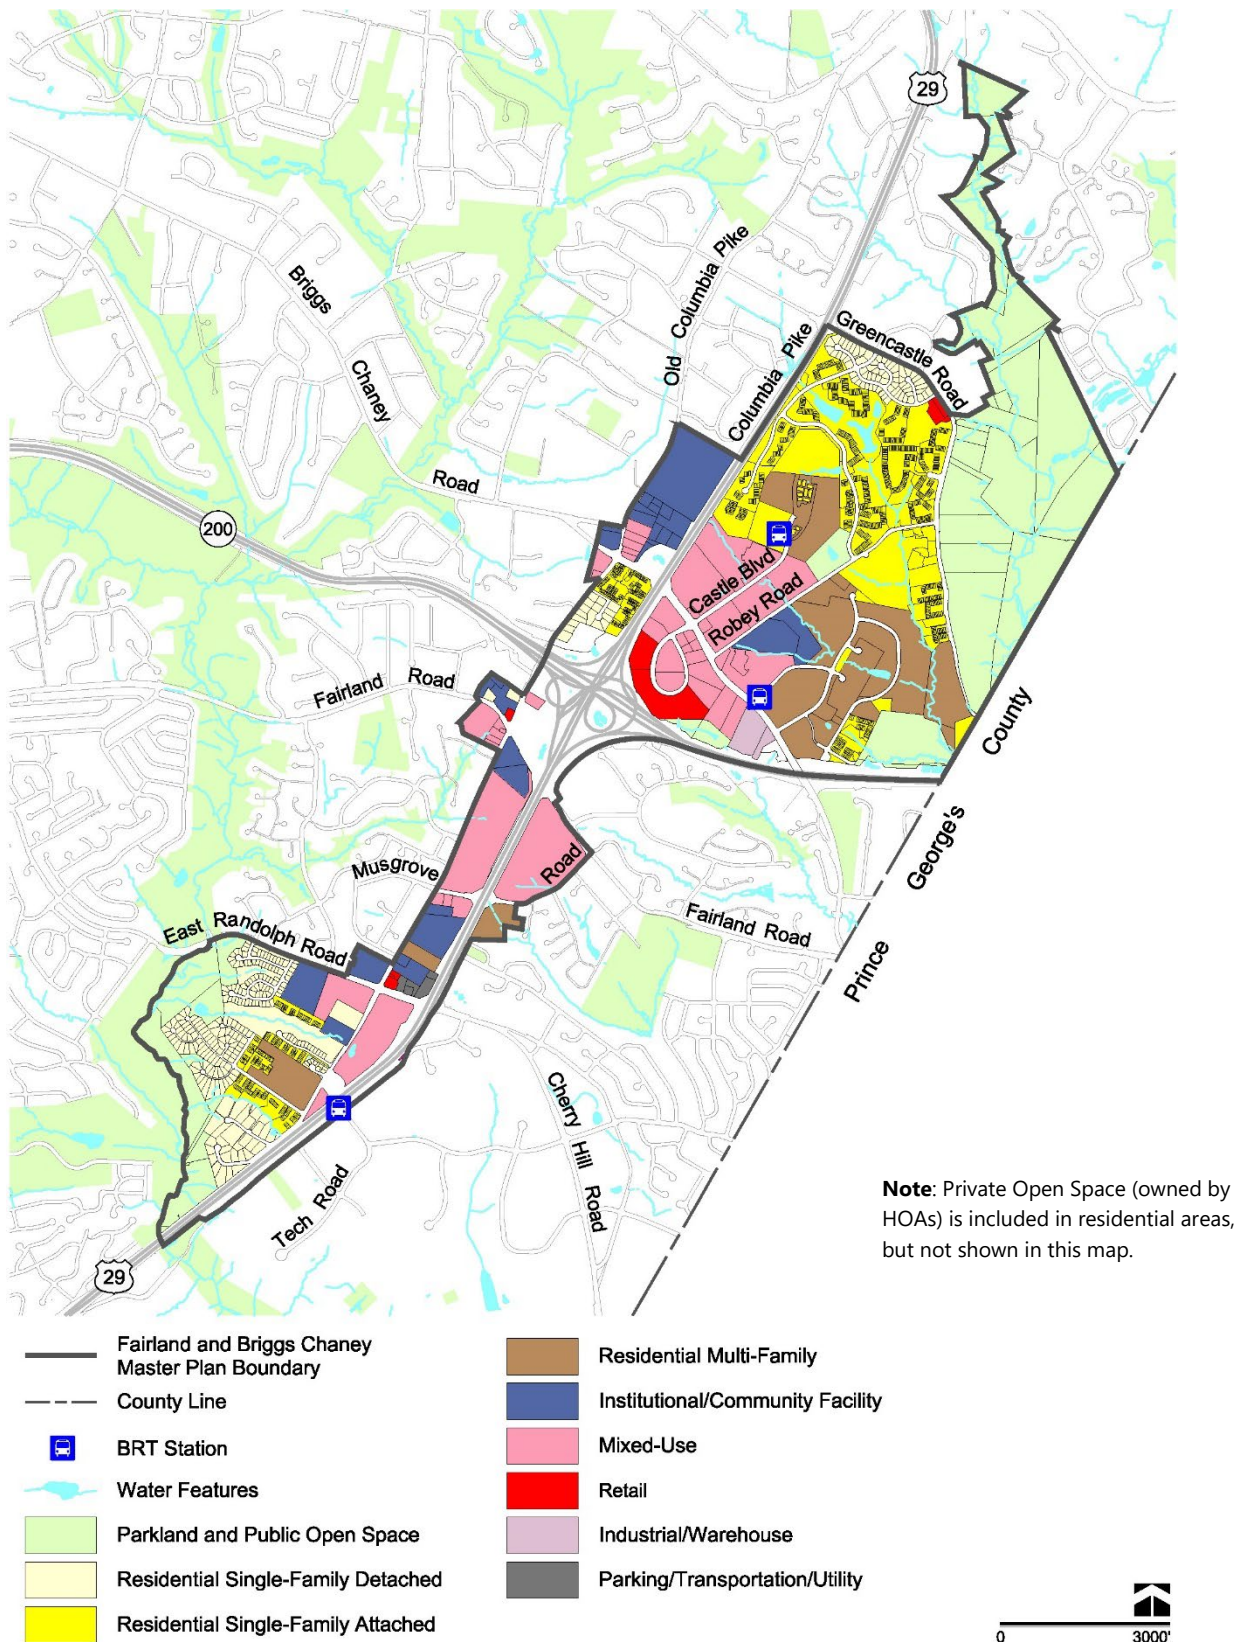 29
Old Columbia Pike
Columbia Pike
Greencastle Road
Briggs
Chaney
Road
200
Castle Blvd
Robey Road
Fairland Road
County
George's
Prince
Musgrove
Road
Fairland Road
East Randolph Road
Cherry Hill Road
Tech Road
29
Note: Private Open Space (owned by
HOAs) is included in residential areas,
but not shown in this map.
Fairland and Briggs Chaney
Master Plan Boundary
County Line
BRT Station
Water Features
Parkland and Public Open Space
Residential Single-Family Detached
Residential Single-Family Attached
Residential Multi-Family
Institutional/Community Facility
Mixed-Use
Retail
Industrial/Warehouse
Parking/Transportation/Utility
0 3000'